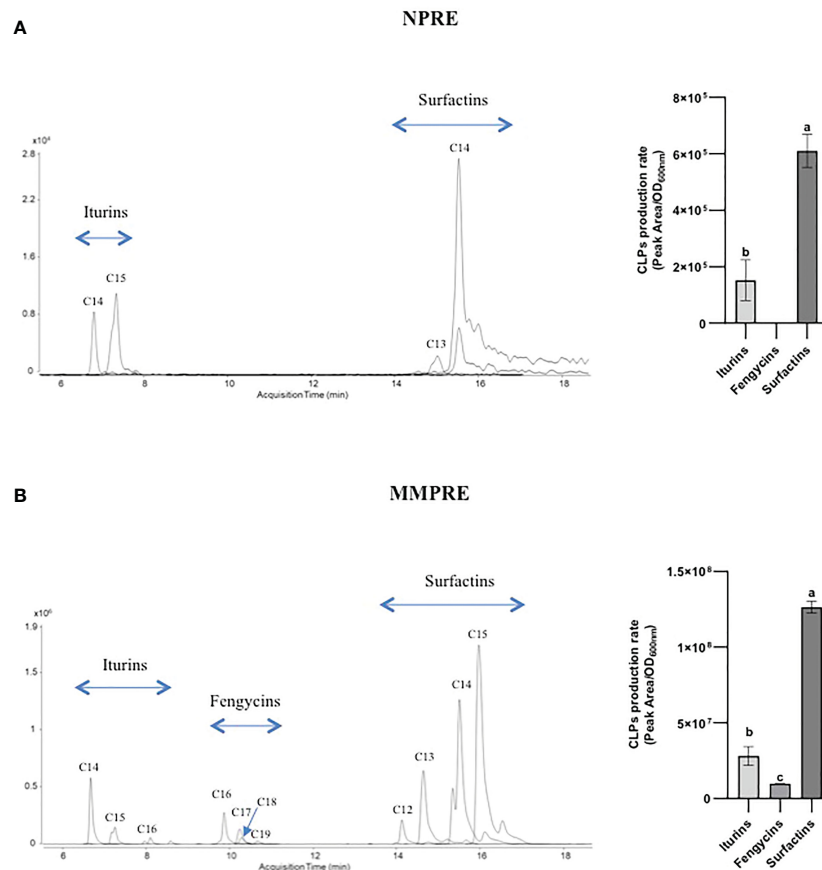 A
NPRE
Surfactins
x10⁴
2.8
2.2
1.6
0.8
0
Iturins
C14
C15
C14
C13
6
8
10
12
14
16
18
Acquisition Time (min)
CLPs production rate
(Peak Area/OD600nm)
8×10⁵
6×10⁵
4×10⁵
2×10⁵
0
b
a
Iturins
Fengycins
Surfactins
B
MMPRE
Surfactins
x10⁶
1.9
1.5
1
0.5
0
Iturins
Fengycins
C14
C15
C16
C16
C17
C18
C19
C12
C13
C14
C15
6
8
10
12
14
16
18
Acquisition Time (min)
CLPs production rate
(Peak Area/OD600nm)
1.5×10⁸
1×10⁸
5×10⁷
0
b
c
a
Iturins
Fengycins
Surfactins